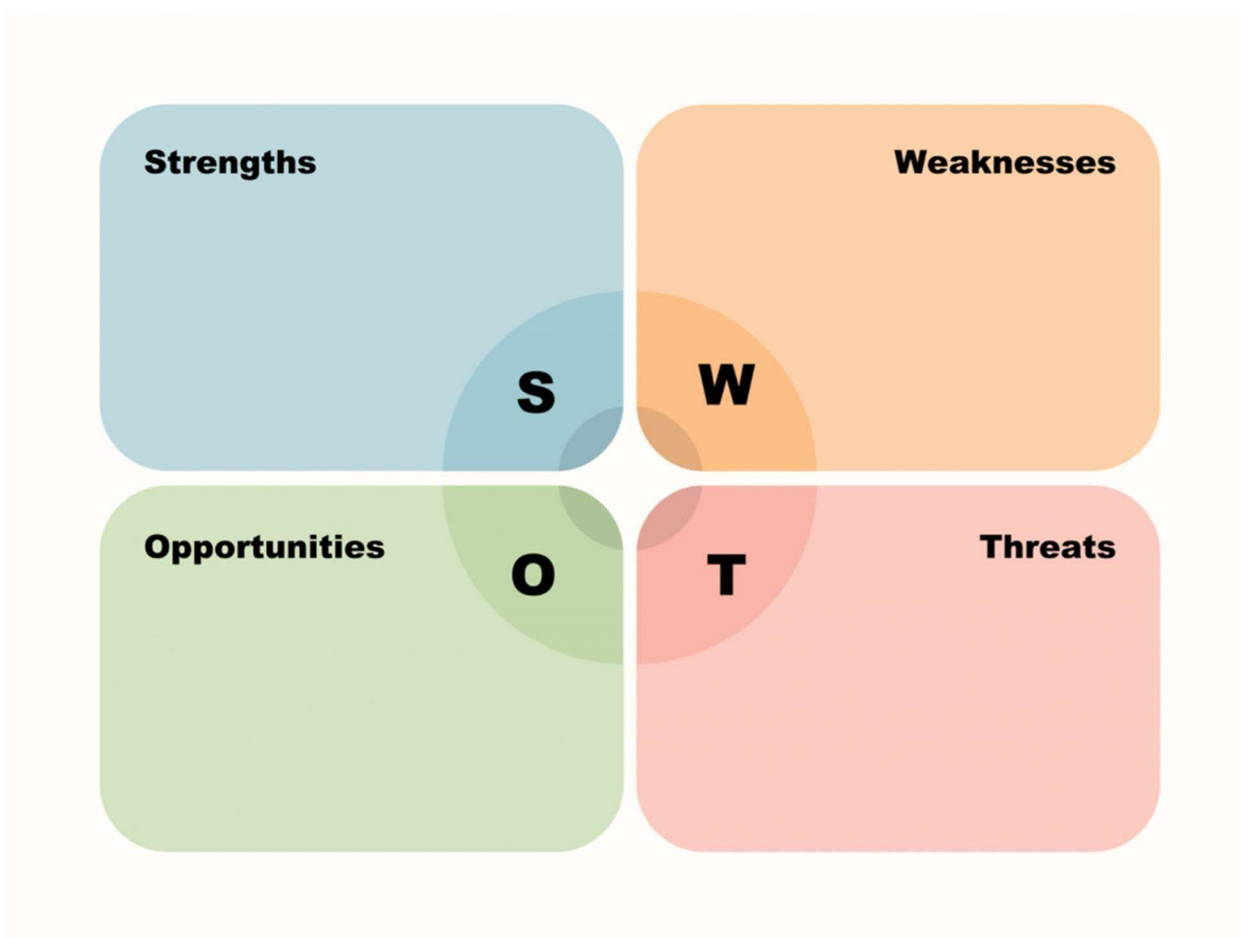 Strengths
Weaknesses
S
W
Opportunities
Threats
O
T